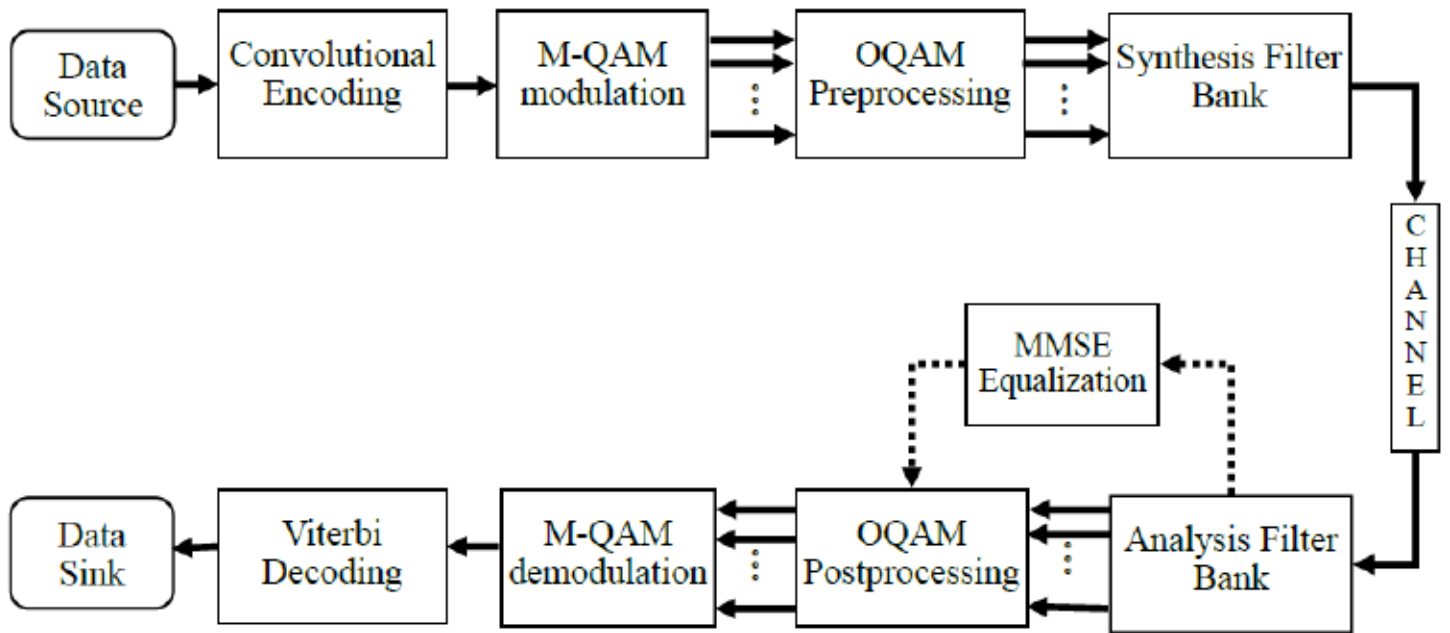 Data
Source
Convolutional
Encoding
M-QAM
modulation
OQAM
Preprocessing
Synthesis Filter
Bank
C
H
A
N
N
E
L
MMSE
Equalization
Data
Sink
Viterbi
Decoding
M-QAM
demodulation
OQAM
Postprocessing
Analysis Filter
Bank